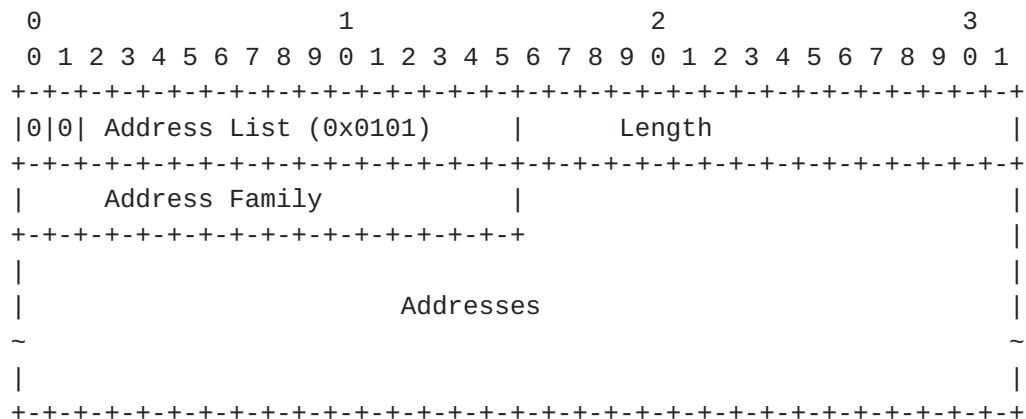 0                   1                   2                   3
 0 1 2 3 4 5 6 7 8 9 0 1 2 3 4 5 6 7 8 9 0 1 2 3 4 5 6 7 8 9 0 1
+-+-+-+-+-+-+-+-+-+-+-+-+-+-+-+-+-+-+-+-+-+-+-+-+-+-+-+-+-+-+-+-+
|0|0| Address List (0x0101)     |      Length                   |
+-+-+-+-+-+-+-+-+-+-+-+-+-+-+-+-+-+-+-+-+-+-+-+-+-+-+-+-+-+-+-+-+
|     Address Family            |                               |
+-+-+-+-+-+-+-+-+-+-+-+-+-+-+-+-+                               |
|                                                               |
|                        Addresses                              |
~                                                               ~
|                                                               |
+-+-+-+-+-+-+-+-+-+-+-+-+-+-+-+-+-+-+-+-+-+-+-+-+-+-+-+-+-+-+-+-+